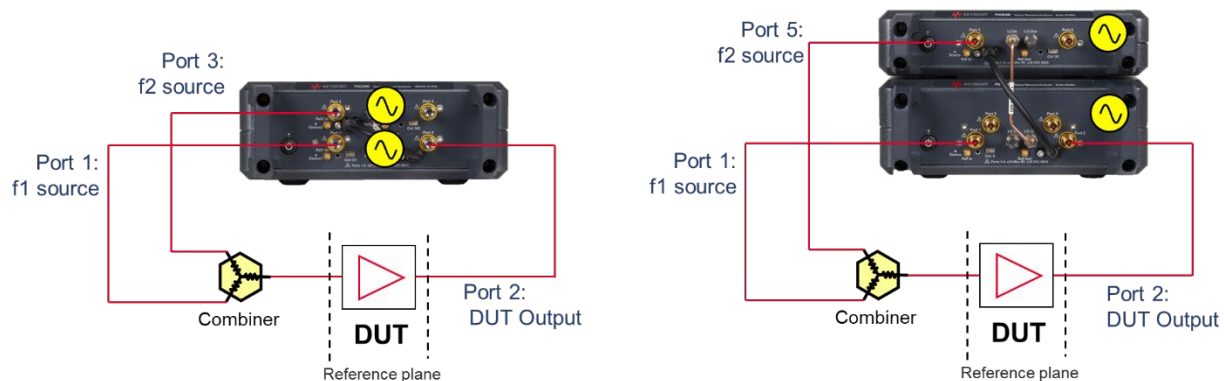 Port 3:
f2 source
KEYSIGHT
Port 1:
f1 source
Combiner
DUT
Reference plane
Port 2:
DUT Output
Port 5:
f2 source
KEYSIGHT
KEYSIGHT
Port 1:
f1 source
Combiner
DUT
Reference plane
Port 2:
DUT Output